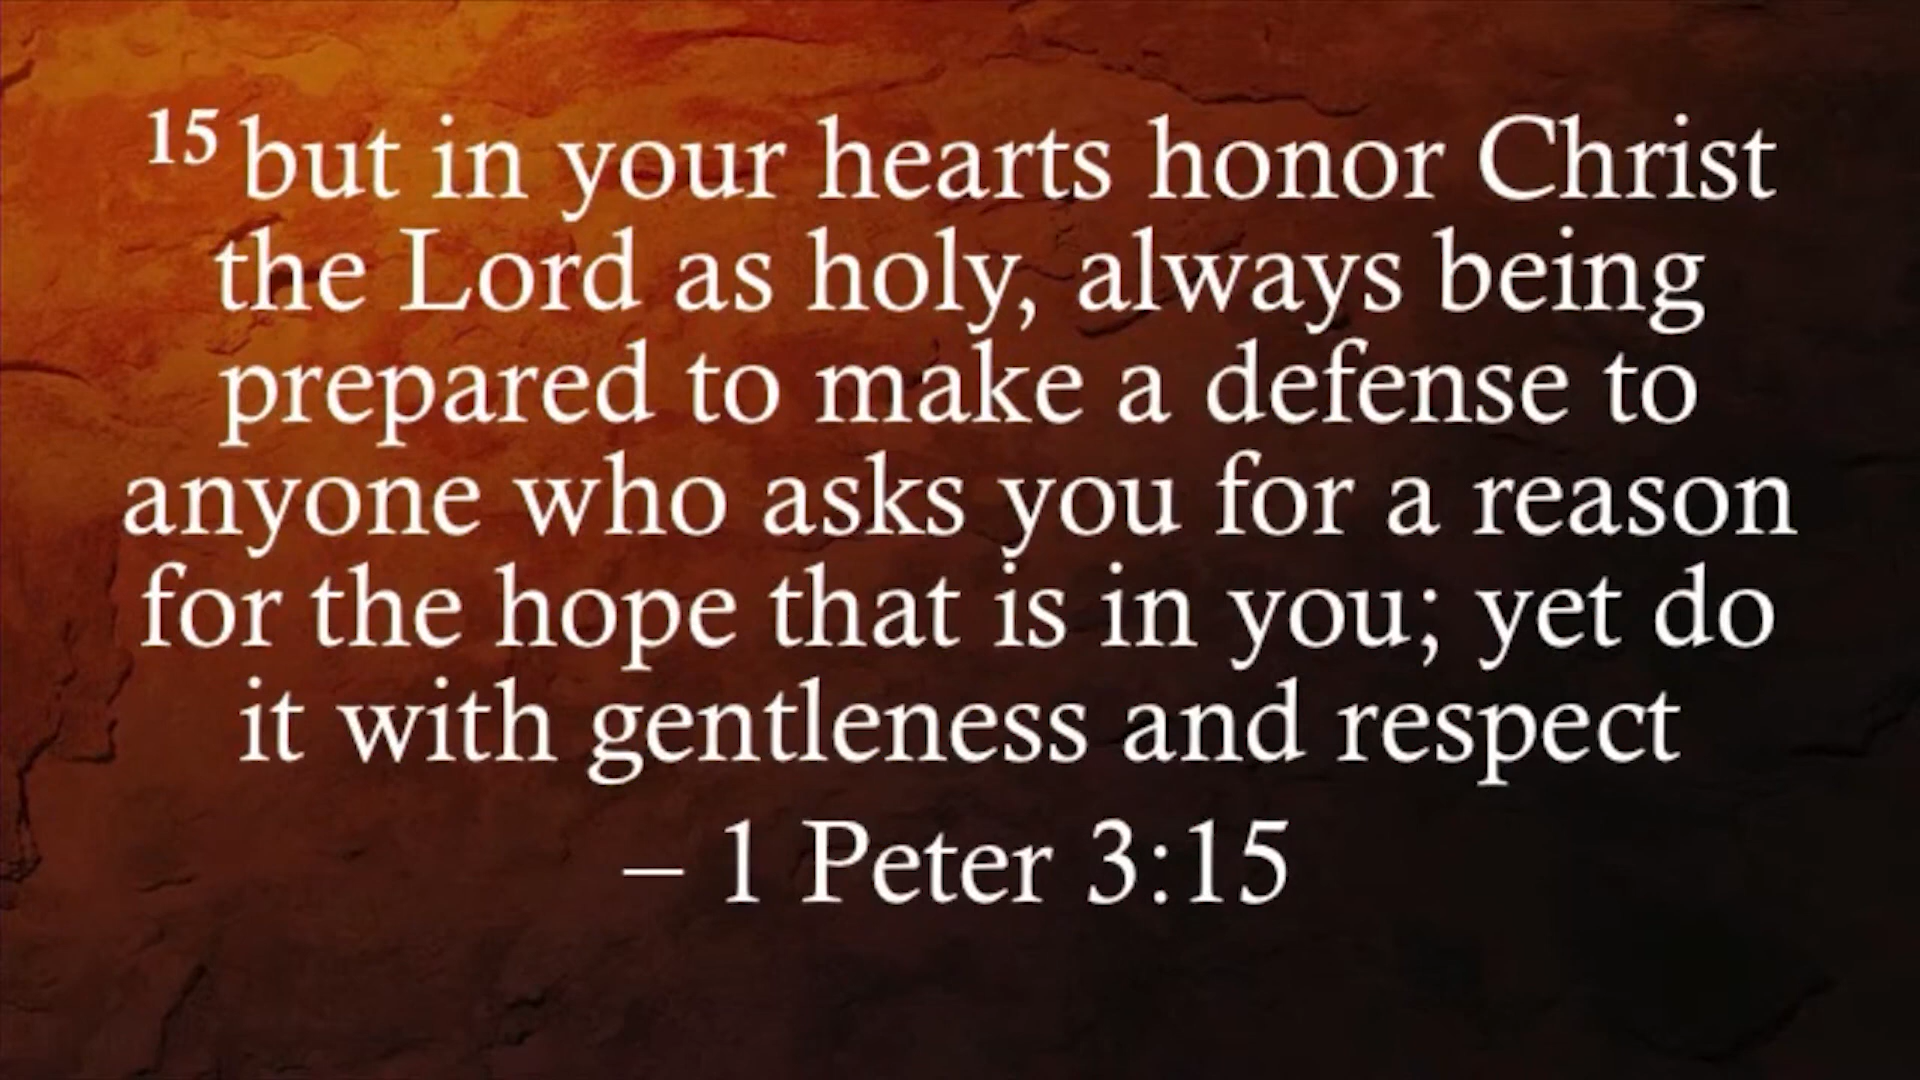 15 but in your hearts honor Christ
the Lord as holy, always being
prepared to make a defense to
anyone who asks you for a reason
for the hope that is in you; yet do
it with gentleness and respect
– 1 Peter 3:15